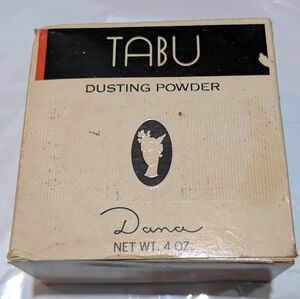 TABU
DUSTING POWDER
Dana
NET WT. 4 OZ.